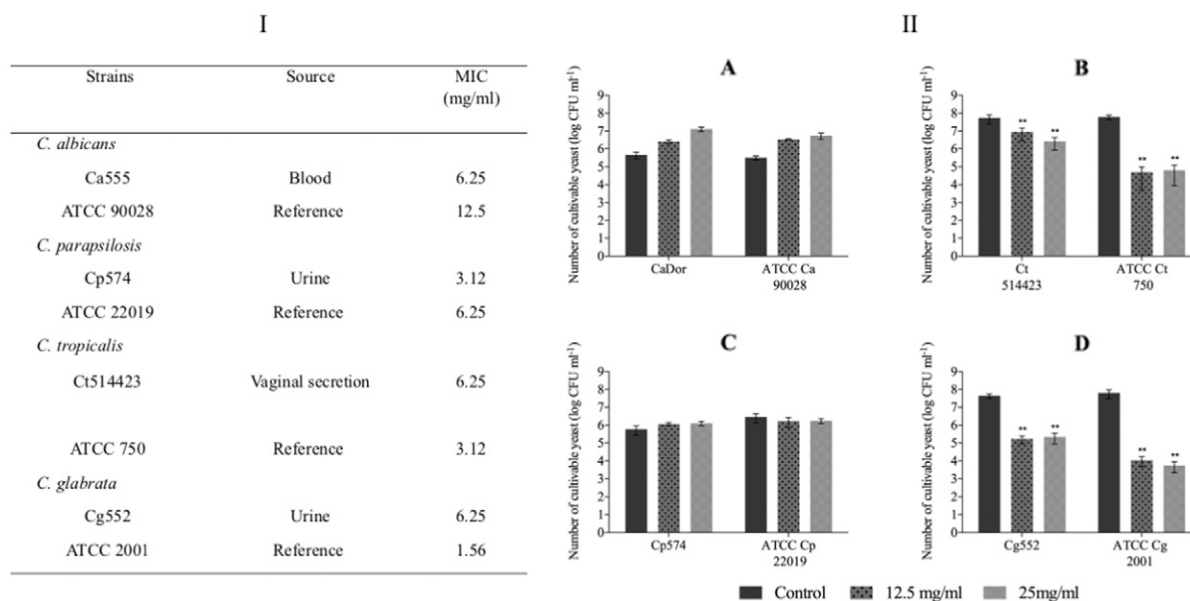 I
Strains Source MIC
(mg/ml)
C. albicans
Ca555 Blood 6.25
ATCC 90028 Reference 12.5
C. parapsilosis
Cp574 Urine 3.12
ATCC 22019 Reference 6.25
C. tropicalis
Ct514423 Vaginal secretion 6.25
ATCC 750 Reference 3.12
C. glabrata
Cg552 Urine 6.25
ATCC 2001 Reference 1.56
II
A
Number of cultivable yeast (log CFU ml⁻¹)
9
8
7
6
5
4
3
2
1
0
CaDor ATCC Ca
90028
B
Number of cultivable yeast (log CFU ml⁻¹)
9
8
7
6
5
4
3
2
1
0
** ** ** **
Ct ATCC Ct
514423 750
C
Number of cultivable yeast (log CFU ml⁻¹)
9
8
7
6
5
4
3
2
1
0
Cp574 ATCC Cp
22019
D
Number of cultivable yeast (log CFU ml⁻¹)
9
8
7
6
5
4
3
2
1
0
** ** ** **
Cg552 ATCC Cg
2001
Control 12.5 mg/ml 25mg/ml